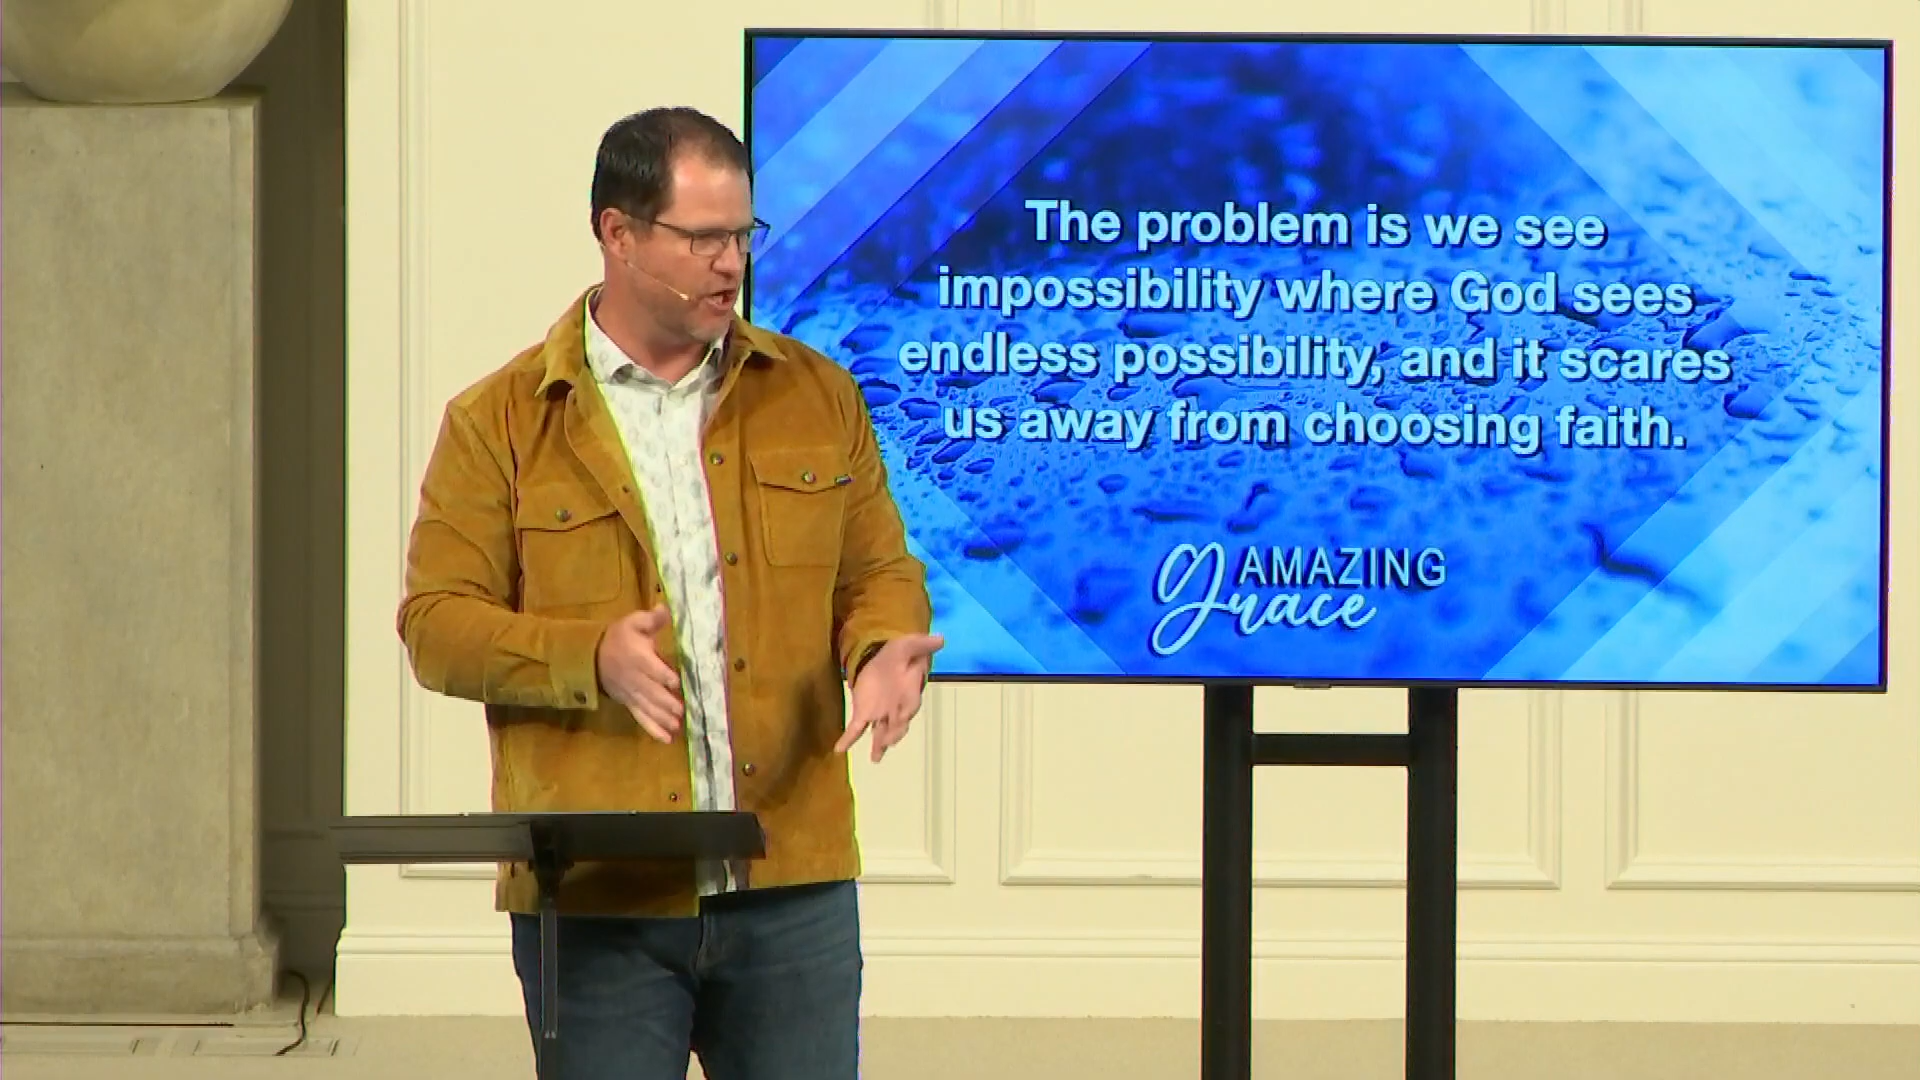 The problem is we see
impossibility where God sees
endless possibility, and it scares
us away from choosing faith.
AMAZING
Grace